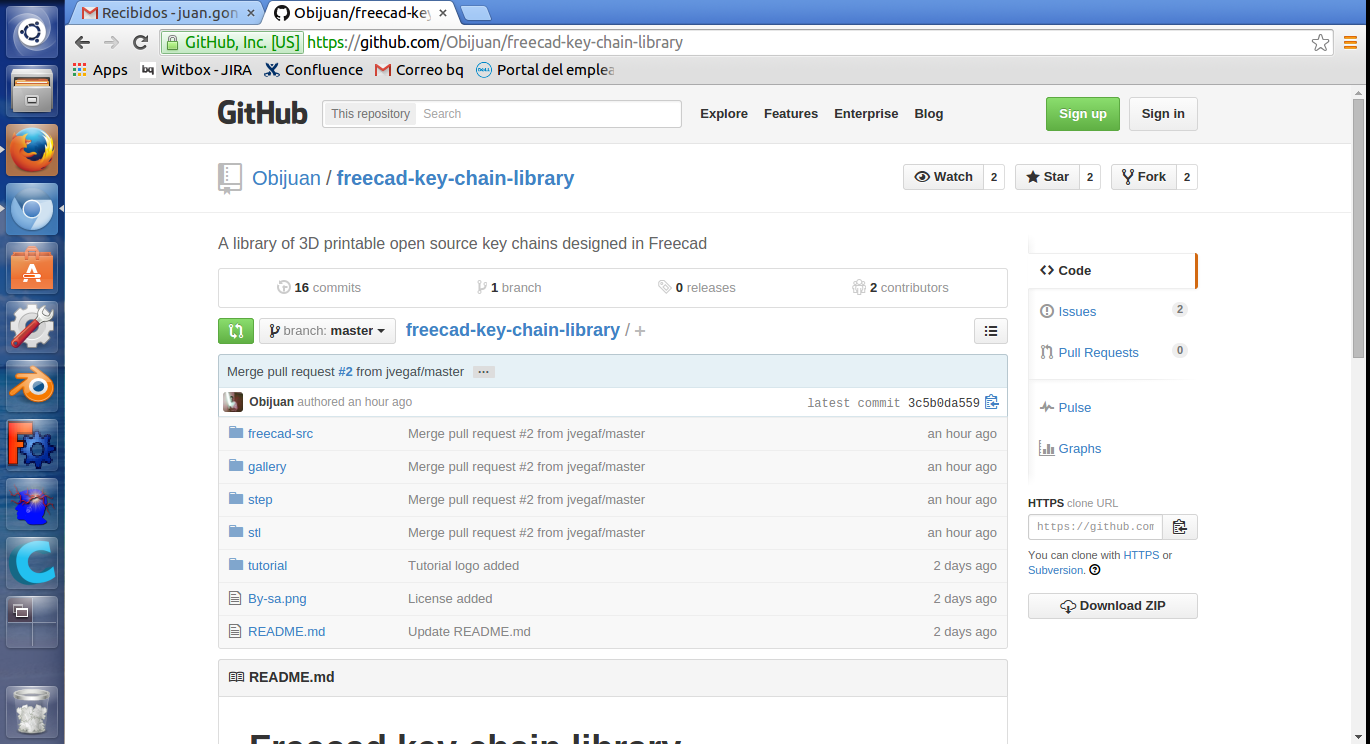 Recibidos - juan.gon
Obijuan/freecad-key
GitHub, Inc. [US] https://github.com/Obijuan/freecad-key-chain-library
Apps bq Witbox - JIRA Confluence Correo bq Portal del emplea
GitHub This repository Search Explore Features Enterprise Blog Sign up Sign in
Obijuan / freecad-key-chain-library Watch 2 Star 2 Fork 2
A library of 3D printable open source key chains designed in Freecad
16 commits 1 branch 0 releases 2 contributors
branch: master freecad-key-chain-library / +
Merge pull request #2 from jvegaf/master ...
Obijuan authored an hour ago latest commit 3c5b0da559
freecad-src Merge pull request #2 from jvegaf/master an hour ago
gallery Merge pull request #2 from jvegaf/master an hour ago
step Merge pull request #2 from jvegaf/master an hour ago
stl Merge pull request #2 from jvegaf/master an hour ago
tutorial Tutorial logo added 2 days ago
By-sa.png License added 2 days ago
README.md Update README.md 2 days ago
README.md
Freecad key chain library
Code
Issues 2
Pull Requests 0
Pulse
Graphs
HTTPS clone URL
https://github.com
You can clone with HTTPS or
Subversion.
Download ZIP